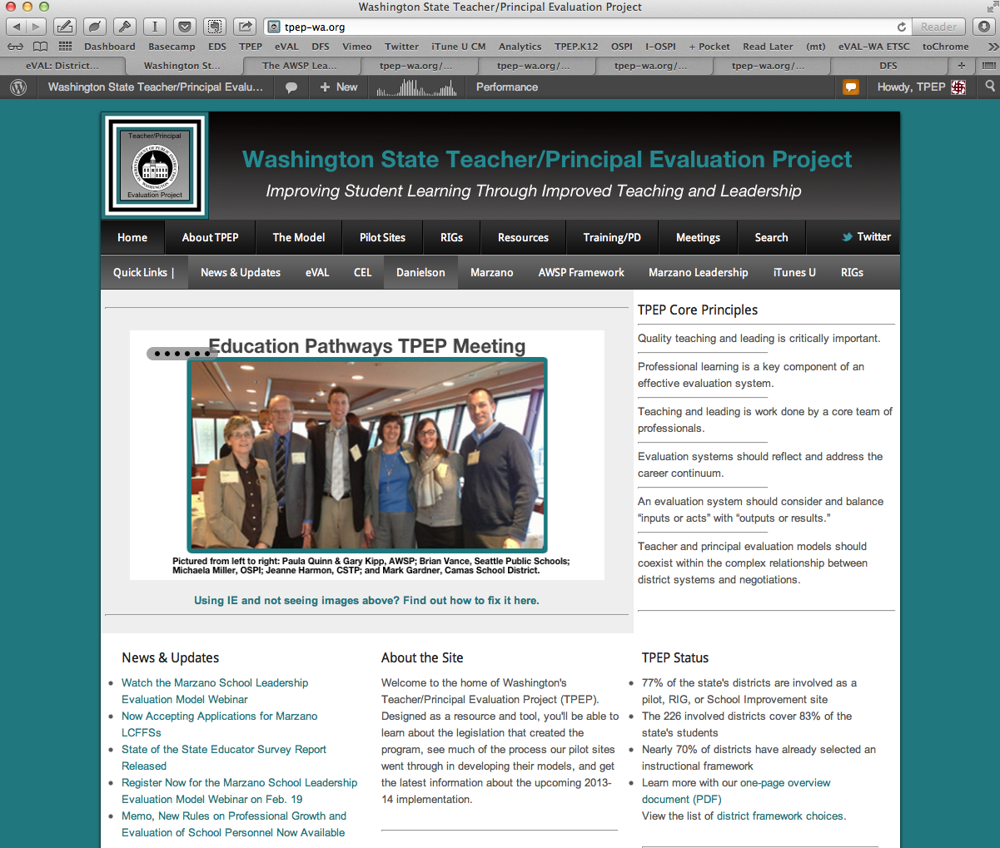 Washington State Teacher/Principal Evaluation Project
tpep-wa.org
Reader
Dashboard Basecamp EDS TPEP eVAL DFS Vimeo Twitter iTune U CM Analytics TPEP.K12 OSPI I-OSPI + Pocket Read Later (mt) eVAL-WA ETSC toChrome
eVAL: District... Washington St... The AWSP Lea... tpep-wa.org/... tpep-wa.org/... tpep-wa.org/... tpep-wa.org/... DFS
Washington State Teacher/Principal Evalu... + New Performance Howdy, TPEP
Teacher/Principal
SUPERINTENDENT OF PUBLIC INSTRUCTION
WASHINGTON
Evaluation Project
Washington State Teacher/Principal Evaluation Project
Improving Student Learning Through Improved Teaching and Leadership
Home About TPEP The Model Pilot Sites RIGs Resources Training/PD Meetings Search Twitter
Quick Links | News & Updates eVAL CEL Danielson Marzano AWSP Framework Marzano Leadership iTunes U RIGs
Education Pathways TPEP Meeting
Pictured from left to right: Paula Quinn & Gary Kipp, AWSP; Brian Vance, Seattle Public Schools;
Michaela Miller, OSPI; Jeanne Harmon, CSTP; and Mark Gardner, Camas School District.
Using IE and not seeing images above? Find out how to fix it here.
TPEP Core Principles
Quality teaching and leading is critically important.
Professional learning is a key component of an
effective evaluation system.
Teaching and leading is work done by a core team of
professionals.
Evaluation systems should reflect and address the
career continuum.
An evaluation system should consider and balance
“inputs or acts” with “outputs or results.”
Teacher and principal evaluation models should
coexist within the complex relationship between
district systems and negotiations.
News & Updates
Watch the Marzano School Leadership
Evaluation Model Webinar
Now Accepting Applications for Marzano
LCFFSs
State of the State Educator Survey Report
Released
Register Now for the Marzano School Leadership
Evaluation Model Webinar on Feb. 19
Memo, New Rules on Professional Growth and
Evaluation of School Personnel Now Available
About the Site
Welcome to the home of Washington's
Teacher/Principal Evaluation Project (TPEP).
Designed as a resource and tool, you'll be able to
learn about the legislation that created the
program, see much of the process our pilot sites
went through in developing their models, and get
the latest information about the upcoming 2013-
14 implementation.
TPEP Status
77% of the state's districts are involved as a
pilot, RIG, or School Improvement site
The 226 involved districts cover 83% of the
state's students
Nearly 70% of districts have already selected an
instructional framework
Learn more with our one-page overview
document (PDF)
View the list of district framework choices.